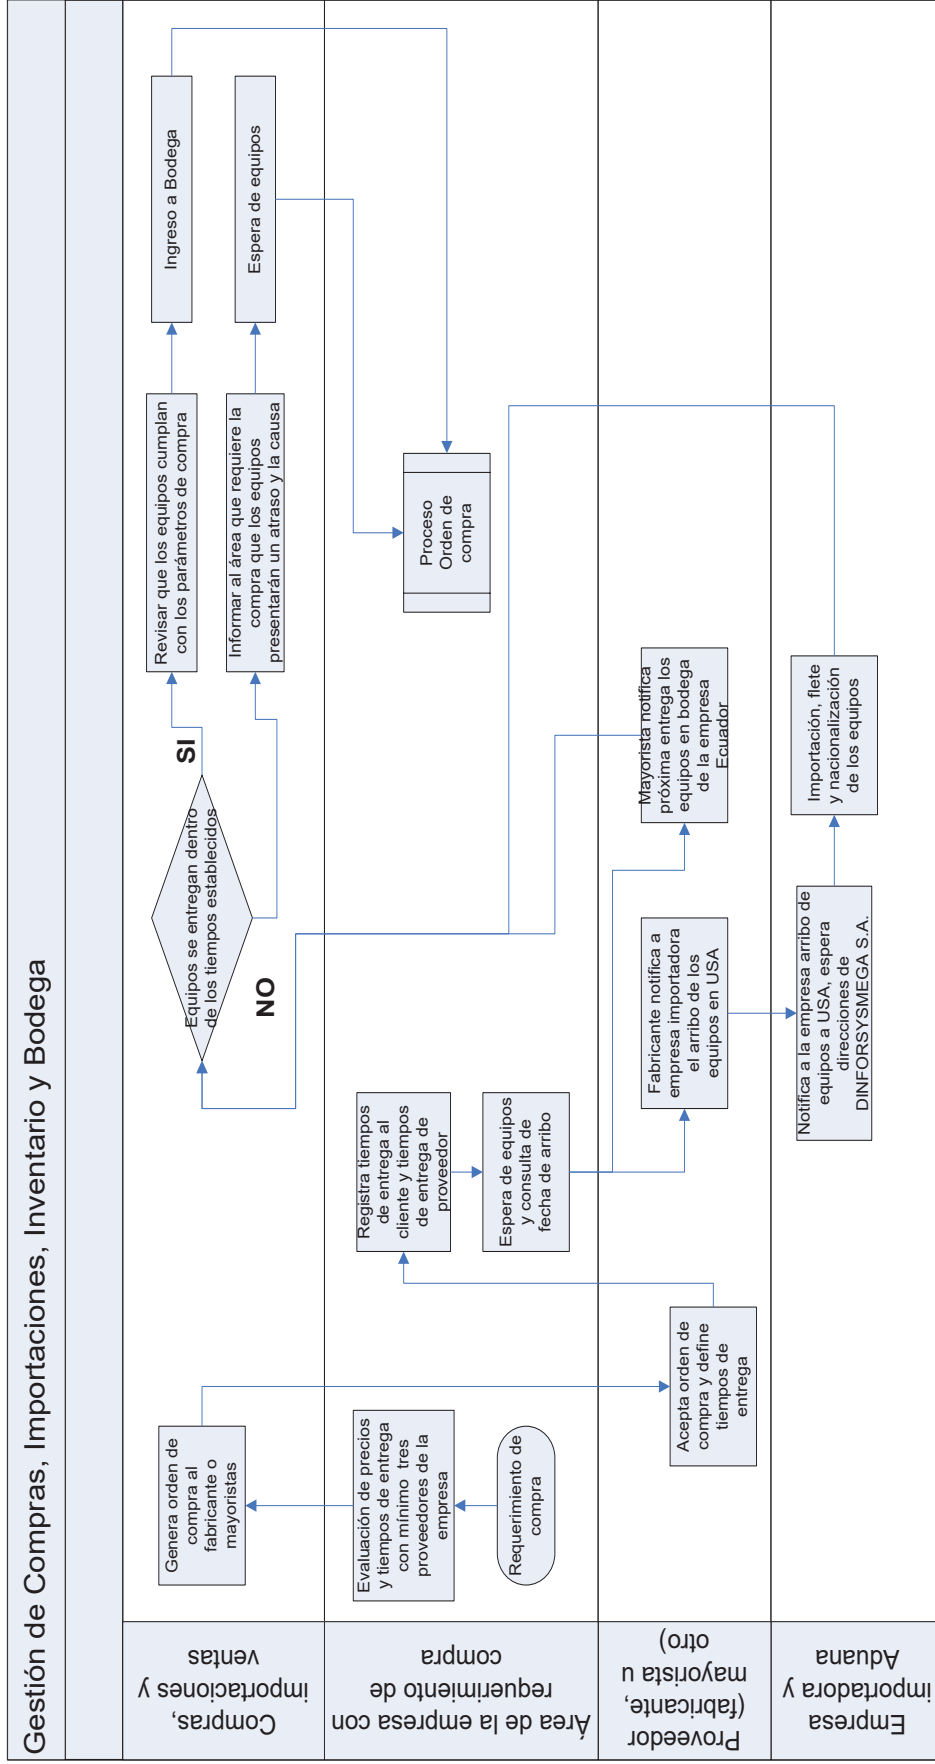 Gestión de Compras, Importaciones, Inventario y Bodega
Compras,
importaciones y
ventas
Genera orden de
compra al
fabricante o
mayoristas
Equipos se entregan dentro
de los tiempos establecidos
SI
NO
Revisar que los equipos cumplan
con los parámetros de compra
Ingreso a Bodega
Informar al área que requiere la
compra que los equipos
presentarán un atraso y la causa
Espera de equipos
Área de la empresa con
requerimiento de
compra
Evaluación de precios
y tiempos de entrega
con mínimo tres
proveedores de la
empresa
Requerimiento de
compra
Registra tiempos
de entrega al
cliente y tiempos
de entrega de
proveedor
Espera de equipos
y consulta de
fecha de arribo
Proceso
Orden de
compra
Proveedor
(fabricante,
mayorista u
otro)
Acepta orden de
compra y define
tiempos de
entrega
Fabricante notifica a
empresa importadora
el arribo de los
equipos en USA
Mayorista notifica
próxima entrega los
equipos en bodega
de la empresa
Ecuador
Empresa
importadora y
Aduana
Notifica a la empresa arribo de
equipos a USA, espera
direcciones de
DINFORSYSMEGA S.A.
Importación, flete
y nacionalización
de los equipos